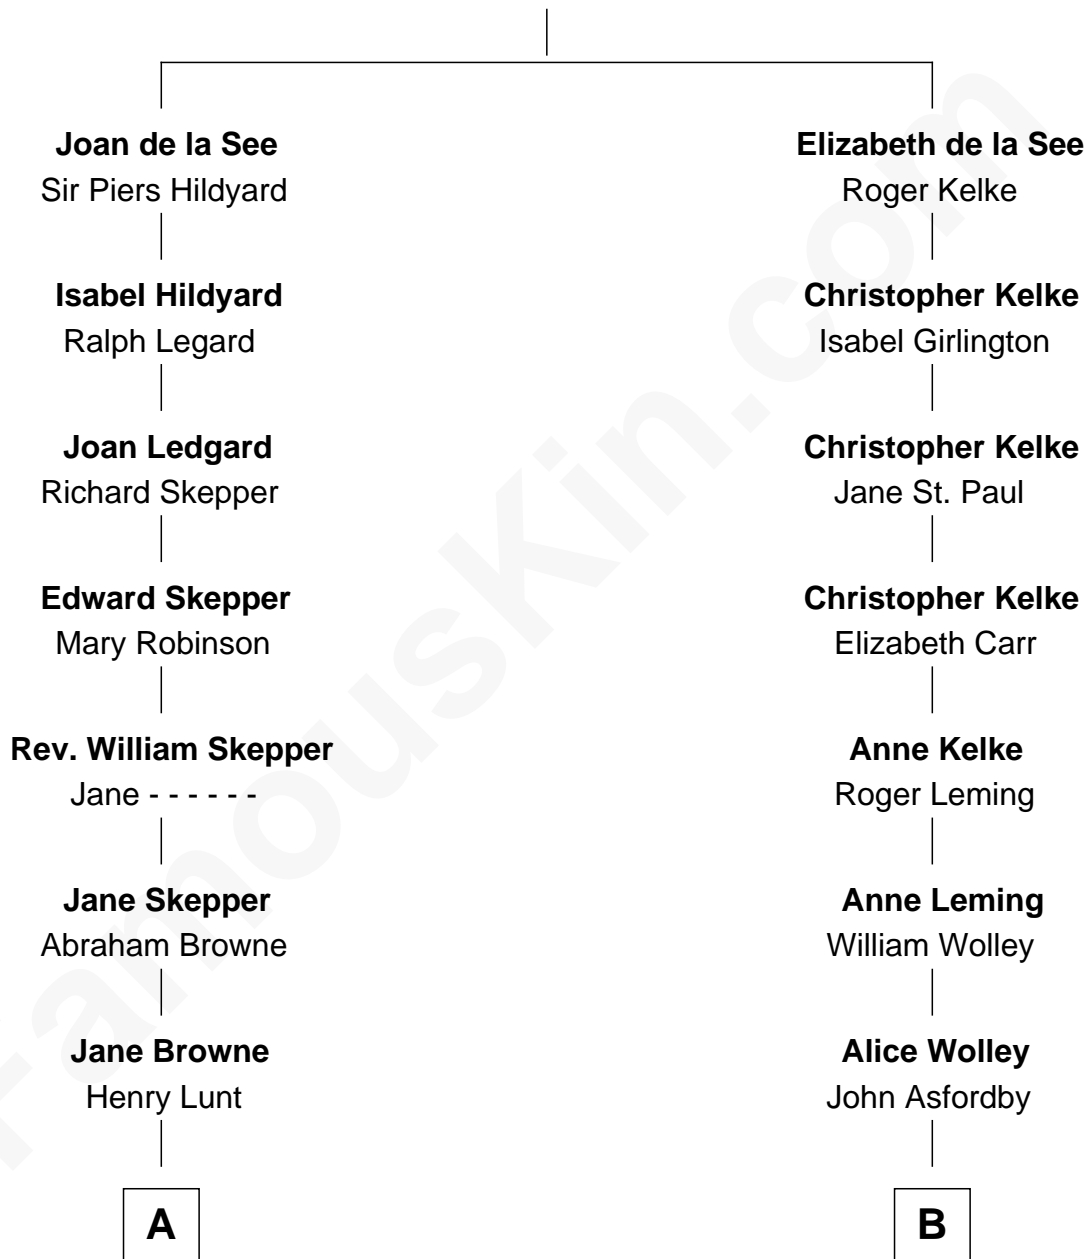 Joan de la See
Sir Piers Hildyard
Isabel Hildyard
Ralph Legard
Joan Ledgard
Richard Skepper
Edward Skepper
Mary Robinson
Rev. William Skepper
Jane - - - - - -
Jane Skepper
Abraham Browne
Jane Browne
Henry Lunt
A
Elizabeth de la See
Roger Kelke
Christopher Kelke
Isabel Girlington
Christopher Kelke
Jane St. Paul
Christopher Kelke
Elizabeth Carr
Anne Kelke
Roger Leming
Anne Leming
William Wolley
Alice Wolley
John Asfordby
B
FamousKin.com